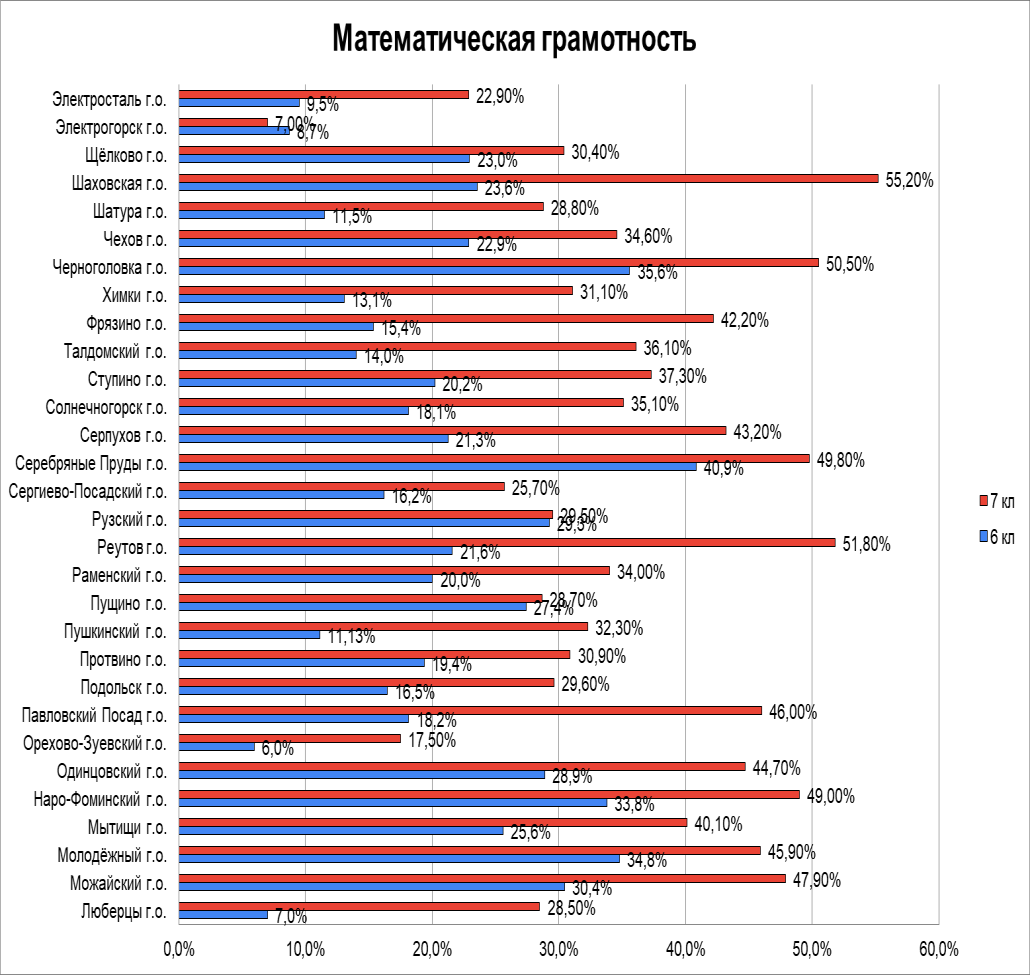 Математическая грамотность
Электросталь г.о. 22,90% 9,5%
Электрогорск г.о. 7,00% 8,7%
Щёлково г.о. 30,40% 23,0%
Шаховская г.о. 55,20% 23,6%
Шатура г.о. 28,80% 11,5%
Чехов г.о. 34,60% 22,9%
Черноголовка г.о. 50,50% 35,6%
Химки г.о. 31,10% 13,1%
Фрязино г.о. 42,20% 15,4%
Талдомский г.о. 36,10% 14,0%
Ступино г.о. 37,30% 20,2%
Солнечногорск г.о. 35,10% 18,1%
Серпухов г.о. 43,20% 21,3%
Серебряные Пруды г.о. 49,80% 40,9%
Сергиево-Посадский г.о. 25,70% 16,2%
Рузский г.о. 29,50% 29,3%
Реутов г.о. 51,80% 21,6%
Раменский г.о. 34,00% 20,0%
Пущино г.о. 28,70% 27,4%
Пушкинский г.о. 32,30% 11,13%
Протвино г.о. 30,90% 19,4%
Подольск г.о. 29,60% 16,5%
Павловский Посад г.о. 46,00% 18,2%
Орехово-Зуевский г.о. 17,50% 6,0%
Одинцовский г.о. 44,70% 28,9%
Наро-Фоминский г.о. 49,00% 33,8%
Мытищи г.о. 40,10% 25,6%
Молодёжный г.о. 45,90% 34,8%
Можайский г.о. 47,90% 30,4%
Люберцы г.о. 28,50% 7,0%
0,0% 10,0% 20,0% 30,0% 40,0% 50,0% 60,0%
7 кл
6 кл